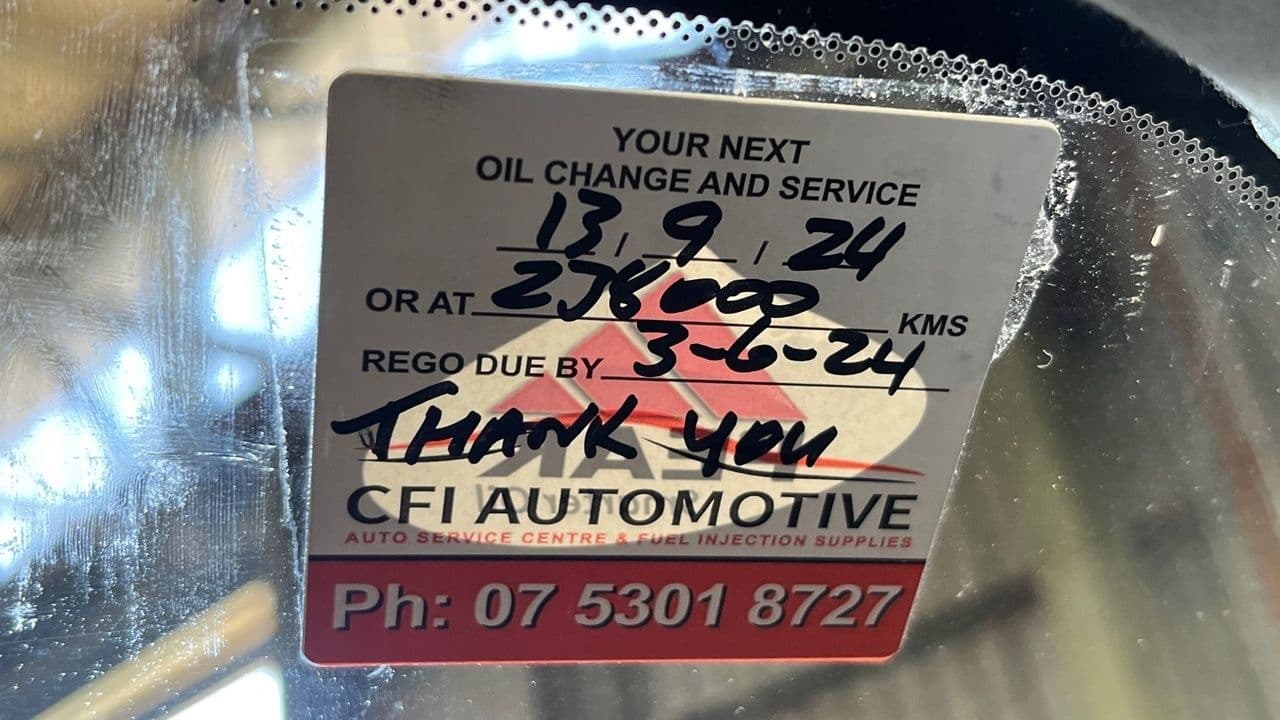 YOUR NEXT
OIL CHANGE AND SERVICE
13 / 9 / 24
OR AT 278000 KMS
REGO DUE BY 3-6-24
THANK YOU
CFI AUTOMOTIVE
AUTO SERVICE CENTRE & FUEL INJECTION SUPPLIES
Ph: 07 5301 8727